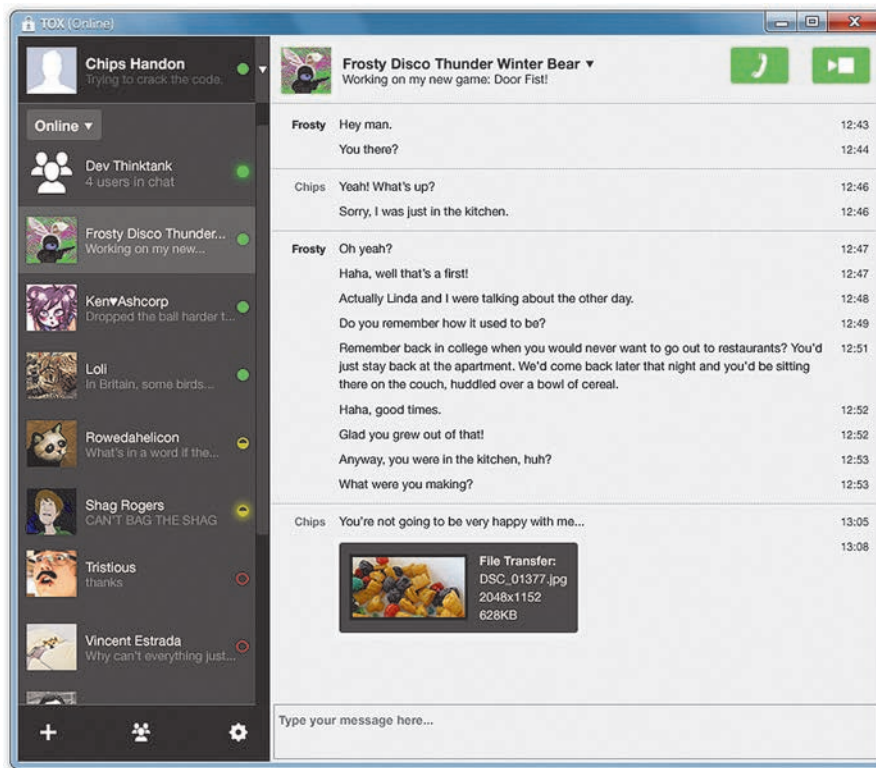 TOX (Online)
Chips Handon
Trying to crack the code.
Online
Dev Thinktank
4 users in chat
Frosty Disco Thunder...
Working on my new...
Ken♥Ashcorp
Dropped the ball harder t...
Loli
In Britain, some birds...
Rowedahelicon
What's in a word if the...
Shag Rogers
CAN'T BAG THE SHAG
Tristious
thanks
Vincent Estrada
Why can't everything just...
Frosty Disco Thunder Winter Bear
Working on my new game: Door Fist!
Frosty Hey man. 12:43
You there? 12:44
Chips Yeah! What's up? 12:46
Sorry, I was just in the kitchen. 12:46
Frosty Oh yeah? 12:47
Haha, well that's a first! 12:47
Actually Linda and I were talking about the other day. 12:48
Do you remember how it used to be? 12:49
Remember back in college when you would never want to go out to restaurants? You'd 12:51
just stay back at the apartment. We'd come back later that night and you'd be sitting
there on the couch, huddled over a bowl of cereal.
Haha, good times. 12:52
Glad you grew out of that! 12:52
Anyway, you were in the kitchen, huh? 12:53
What were you making? 12:53
Chips You're not going to be very happy with me... 13:05
13:08
File Transfer:
DSC_01377.jpg
2048x1152
628KB
Type your message here...